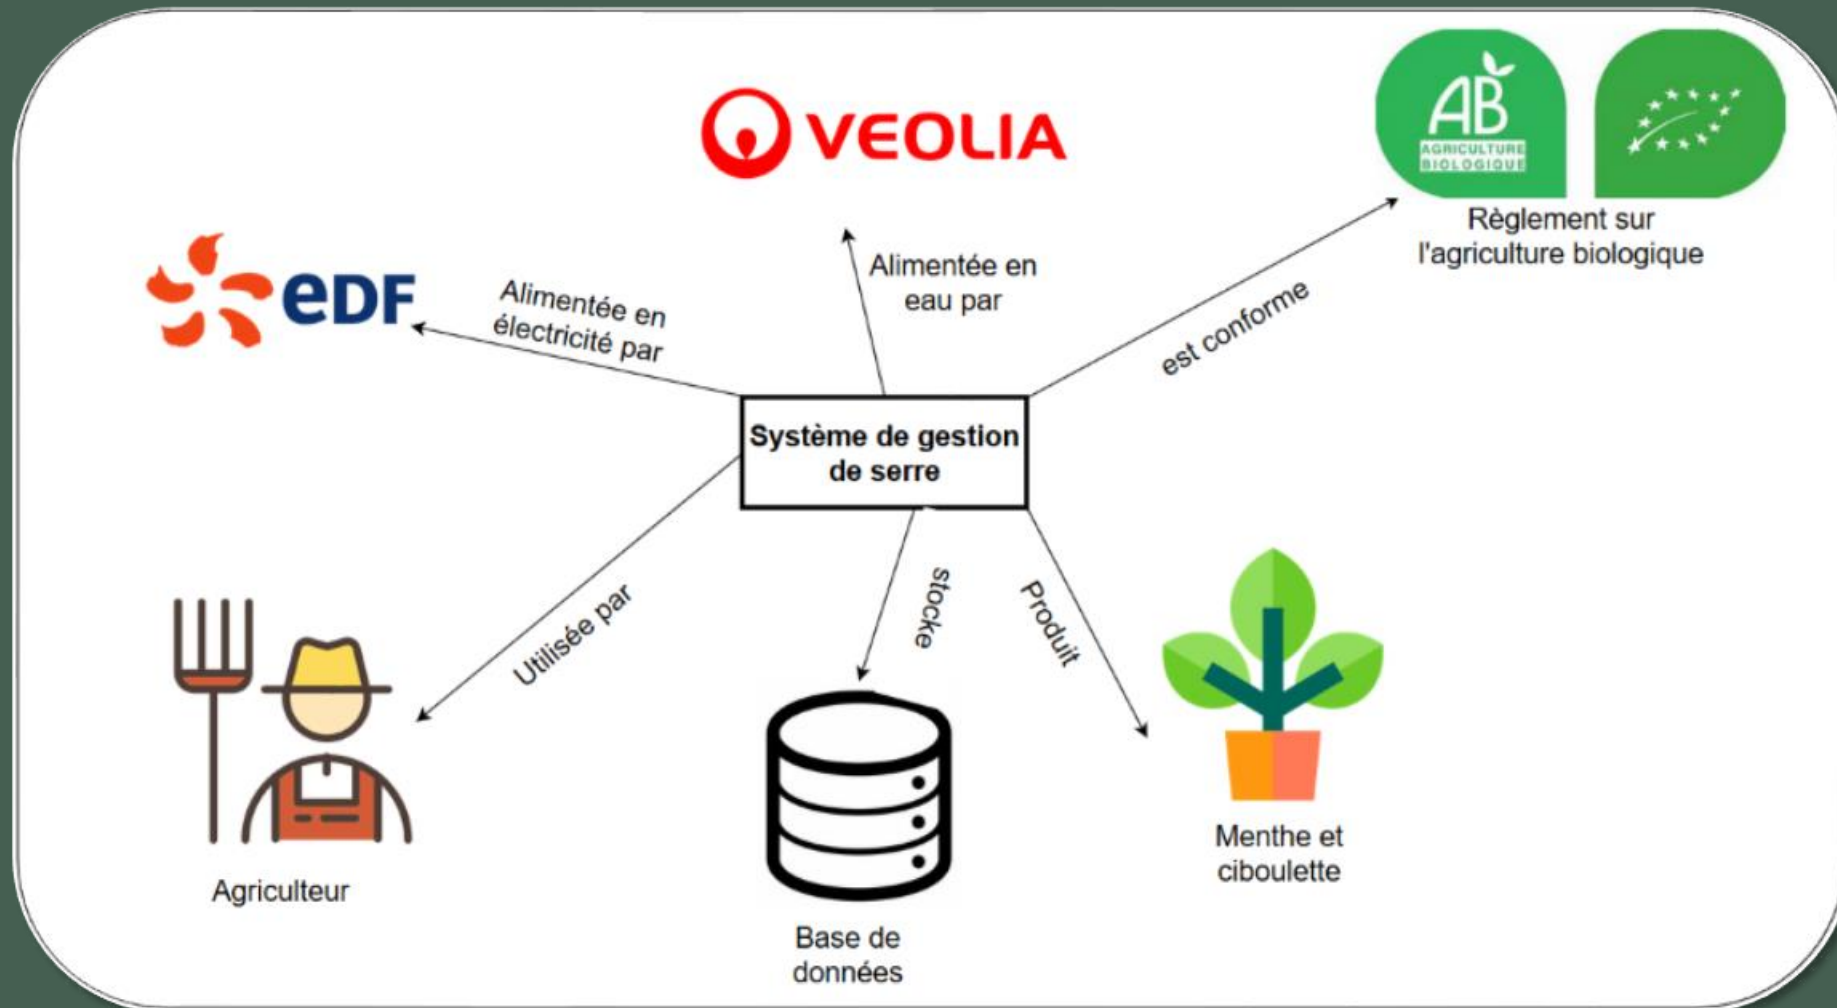 VEOLIA
AB
AGRICULTURE
BIOLOGIQUE
Règlement sur
l'agriculture biologique
eDF
Alimentée en
électricité par
Alimentée en
eau par
est conforme
Système de gestion
de serre
Utilisée par
stocke
Produit
Agriculteur
Base de
données
Menthe et
ciboulette